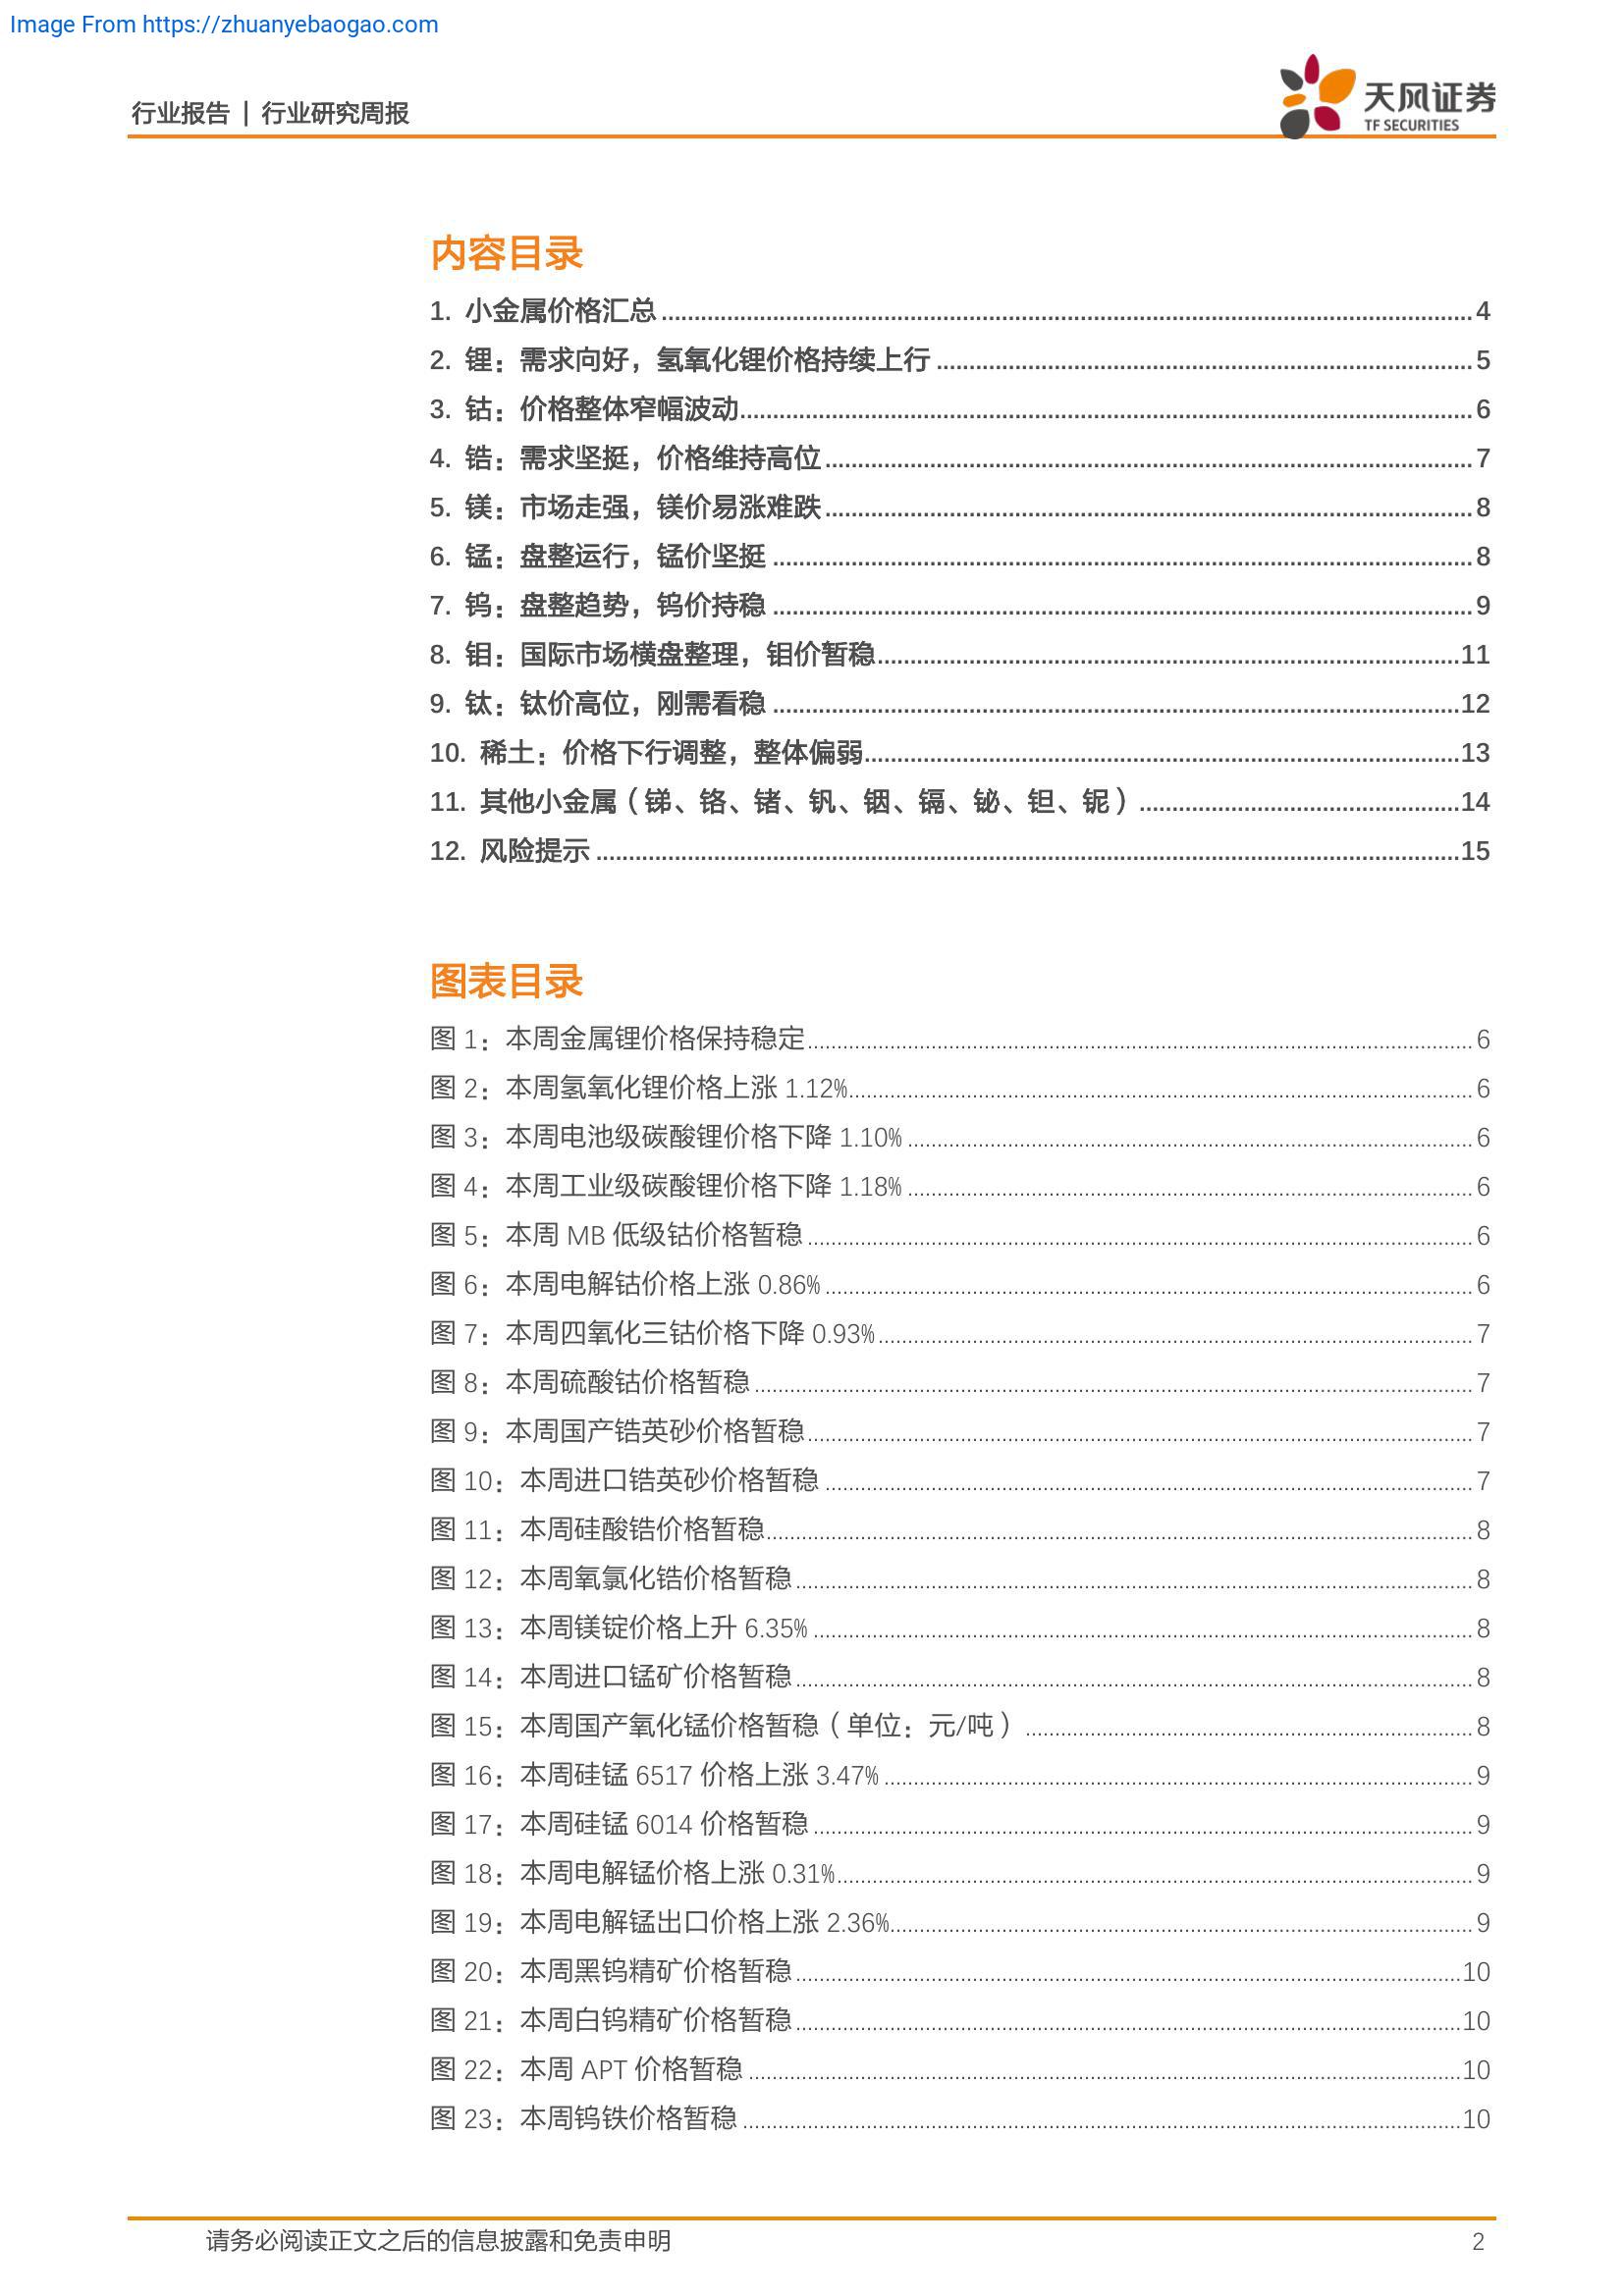 Image From https://zhuanyebaogao.com
行业报告 | 行业研究周报
天风证券
TF SECURITIES
内容目录
1. 小金属价格汇总 4
2. 锂：需求向好，氢氧化锂价格持续上行 5
3. 钴：价格整体窄幅波动 6
4. 锆：需求坚挺，价格维持高位 7
5. 镁：市场走强，镁价易涨难跌 8
6. 锰：盘整运行，锰价坚挺 8
7. 钨：盘整趋势，钨价持稳 9
8. 钼：国际市场横盘整理，钼价暂稳 11
9. 钛：钛价高位，刚需看稳 12
10. 稀土：价格下行调整，整体偏弱 13
11. 其他小金属（锑、铬、锗、钒、铟、镉、铋、钽、铌） 14
12. 风险提示 15
图表目录
图 1：本周金属锂价格保持稳定 6
图 2：本周氢氧化锂价格上涨 1.12% 6
图 3：本周电池级碳酸锂价格下降 1.10% 6
图 4：本周工业级碳酸锂价格下降 1.18% 6
图 5：本周 MB 低级钴价格暂稳 6
图 6：本周电解钴价格上涨 0.86% 6
图 7：本周四氧化三钴价格下降 0.93% 7
图 8：本周硫酸钴价格暂稳 7
图 9：本周国产锆英砂价格暂稳 7
图 10：本周进口锆英砂价格暂稳 7
图 11：本周硅酸锆价格暂稳 8
图 12：本周氧氯化锆价格暂稳 8
图 13：本周镁锭价格上升 6.35% 8
图 14：本周进口锰矿价格暂稳 8
图 15：本周国产氧化锰价格暂稳（单位：元/吨） 8
图 16：本周硅锰 6517 价格上涨 3.47% 9
图 17：本周硅锰 6014 价格暂稳 9
图 18：本周电解锰价格上涨 0.31% 9
图 19：本周电解锰出口价格上涨 2.36% 9
图 20：本周黑钨精矿价格暂稳 10
图 21：本周白钨精矿价格暂稳 10
图 22：本周 APT 价格暂稳 10
图 23：本周钨铁价格暂稳 10
请务必阅读正文之后的信息披露和免责申明 2